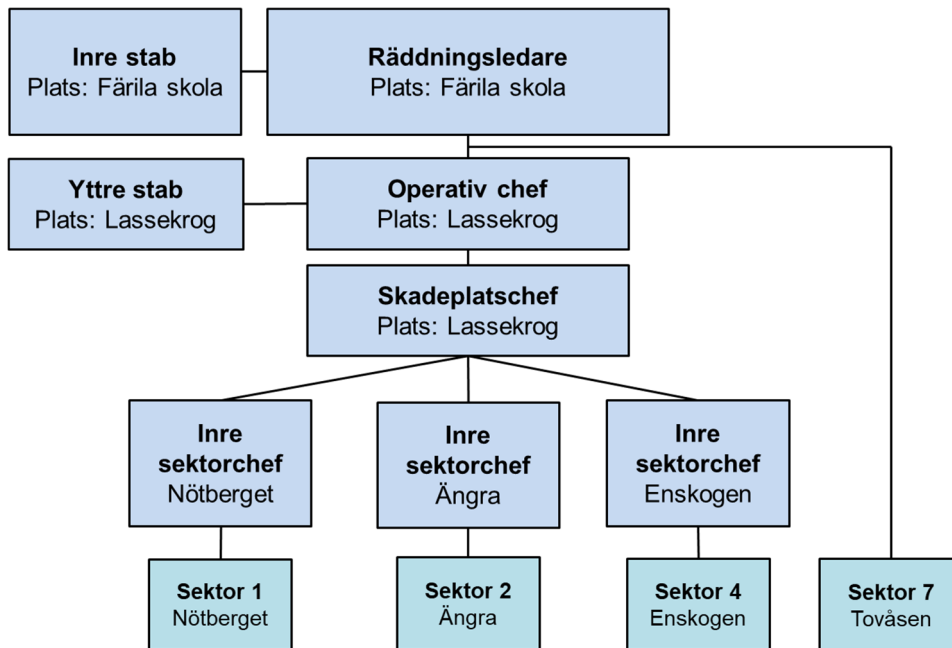 Inre stab
Plats: Färila skola
Räddningsledare
Plats: Färila skola
Yttre stab
Plats: Lassekrog
Operativ chef
Plats: Lassekrog
Skadeplatschef
Plats: Lassekrog
Inre
sektorchef
Nötberget
Inre
sektorchef
Ängra
Inre
sektorchef
Enskogen
Sektor 1
Nötberget
Sektor 2
Ängra
Sektor 4
Enskogen
Sektor 7
Tovåsen